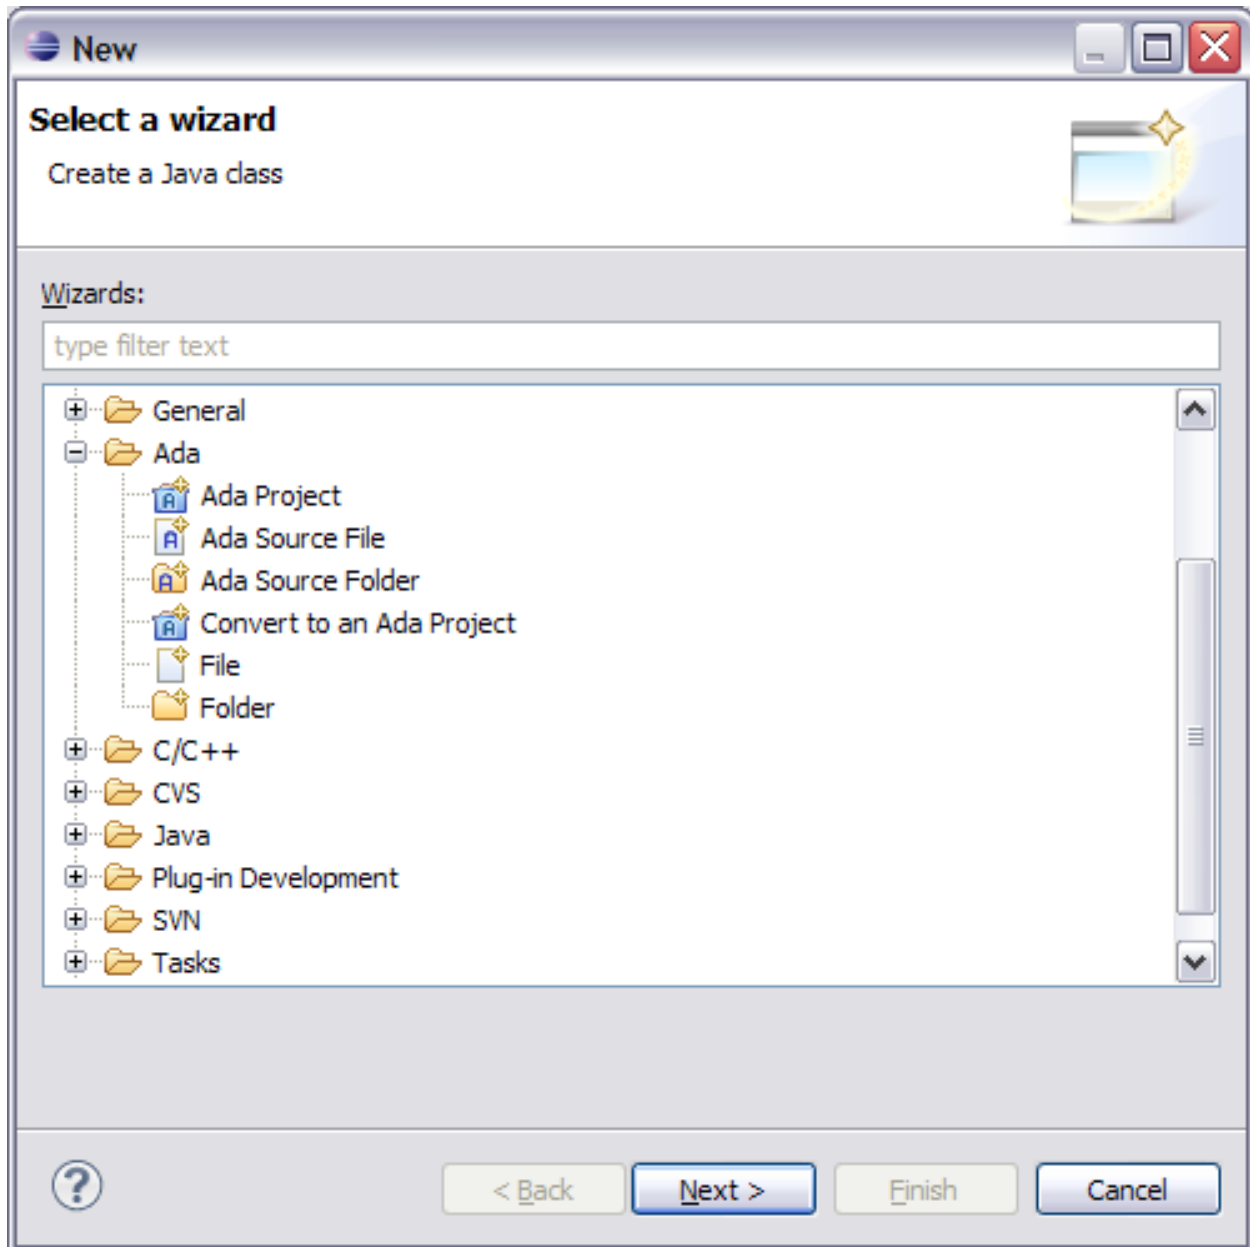 New
Select a wizard
Create a Java class
Wizards:
type filter text
General
Ada
Ada Project
Ada Source File
Ada Source Folder
Convert to an Ada Project
File
Folder
C/C++
CVS
Java
Plug-in Development
SVN
Tasks
? < Back Next > Finish Cancel